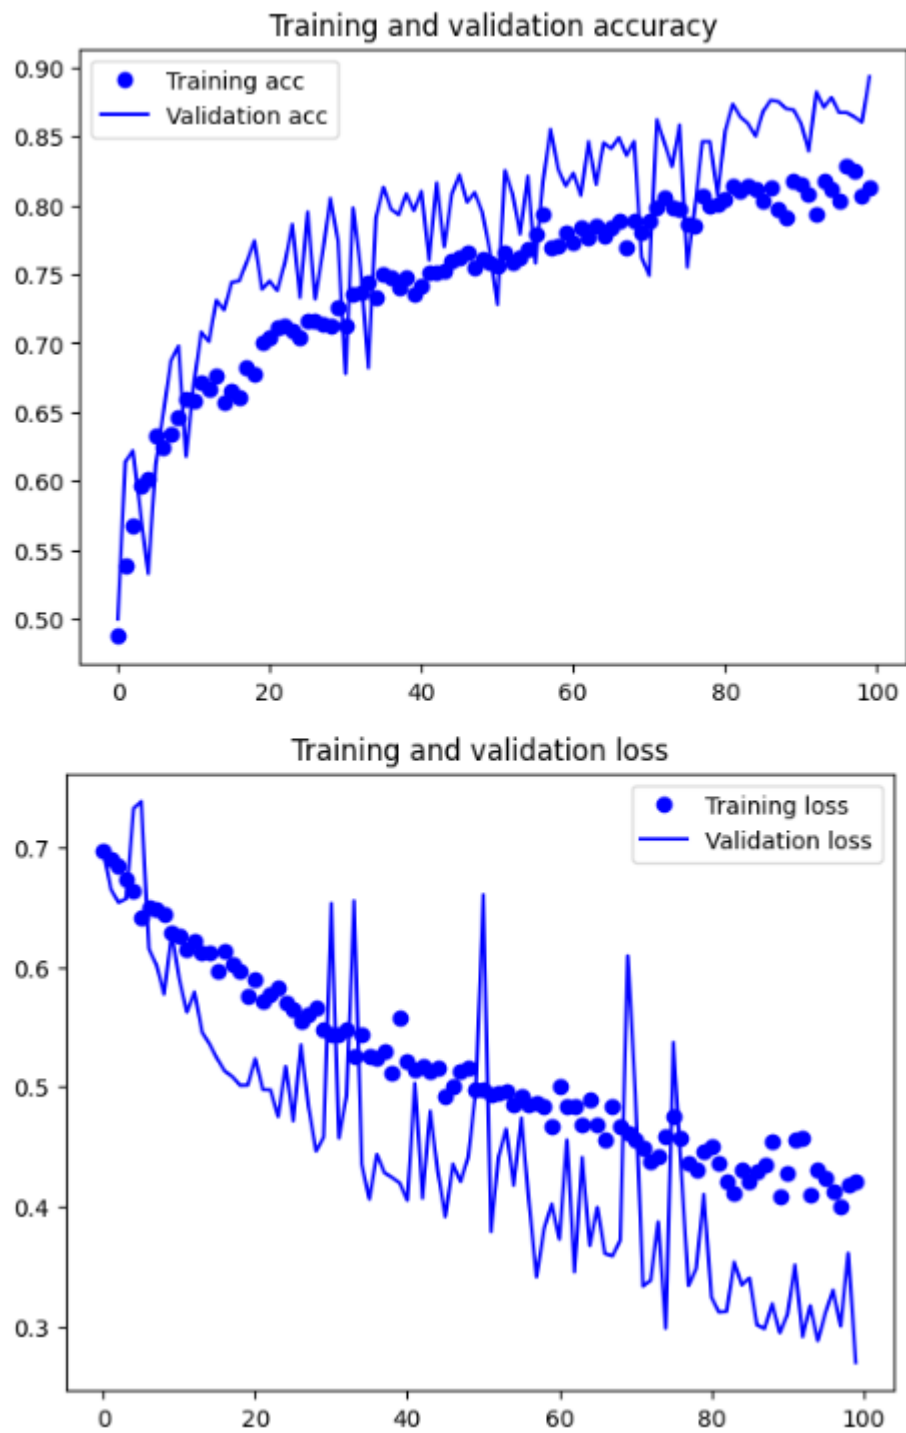 Training and validation accuracy
0.90
0.85
0.80
0.75
0.70
0.65
0.60
0.55
0.50
Training acc
Validation acc
0 20 40 60 80 100
Training and validation loss
0.7
0.6
0.5
0.4
0.3
Training loss
Validation loss
0 20 40 60 80 100